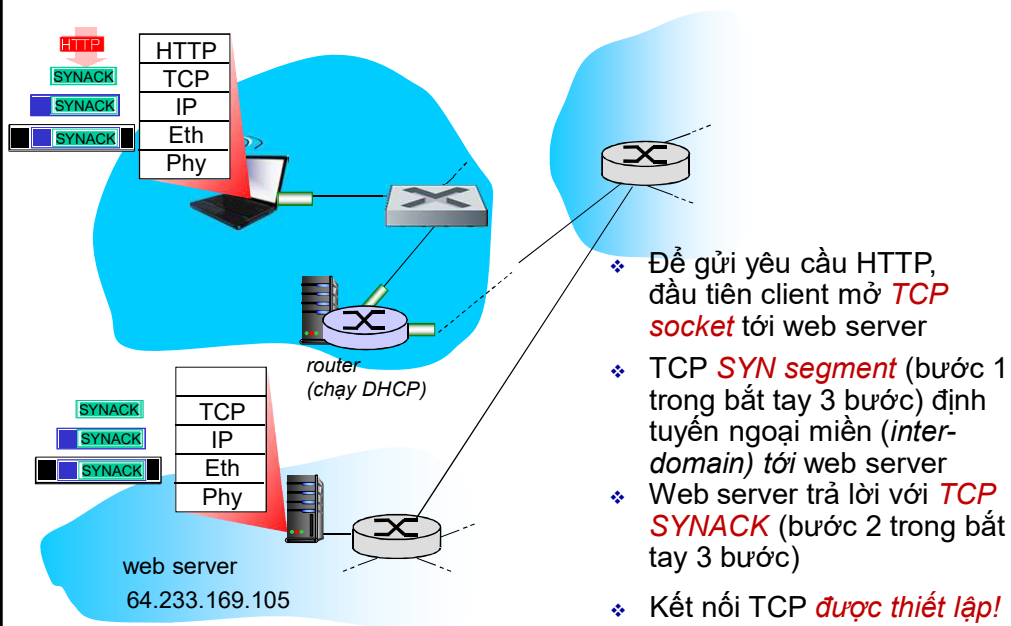 HTTP
SYNACK
SYNACK
SYNACK
HTTP
TCP
IP
Eth
Phy
router
(chạy DHCP)
SYNACK
SYNACK
SYNACK
TCP
IP
Eth
Phy
web server
64.233.169.105
❖ Để gửi yêu cầu HTTP,
đầu tiên client mở TCP
socket tới web server
❖ TCP SYN segment (bước 1
trong bắt tay 3 bước) định
tuyến ngoại miền (inter-
domain) tới web server
❖ Web server trả lời với TCP
SYNACK (bước 2 trong bắt
tay 3 bước)
❖ Kết nối TCP được thiết lập!